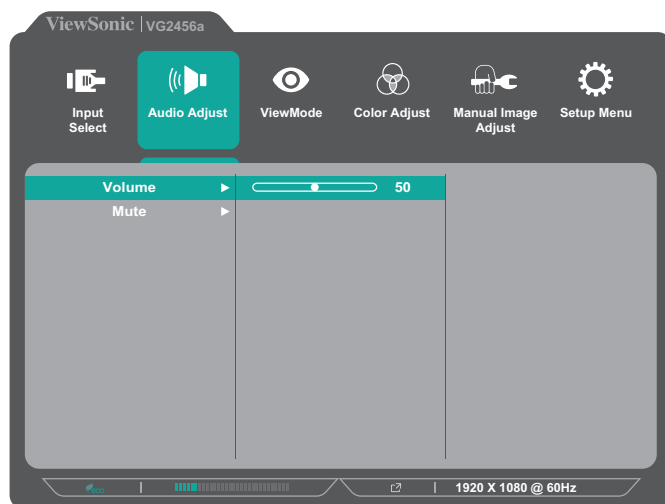 ViewSonic | VG2456a
Input Select
Audio Adjust
ViewMode
Color Adjust
Manual Image Adjust
Setup Menu
Volume 50
Mute
eco
1920 X 1080 @ 60Hz